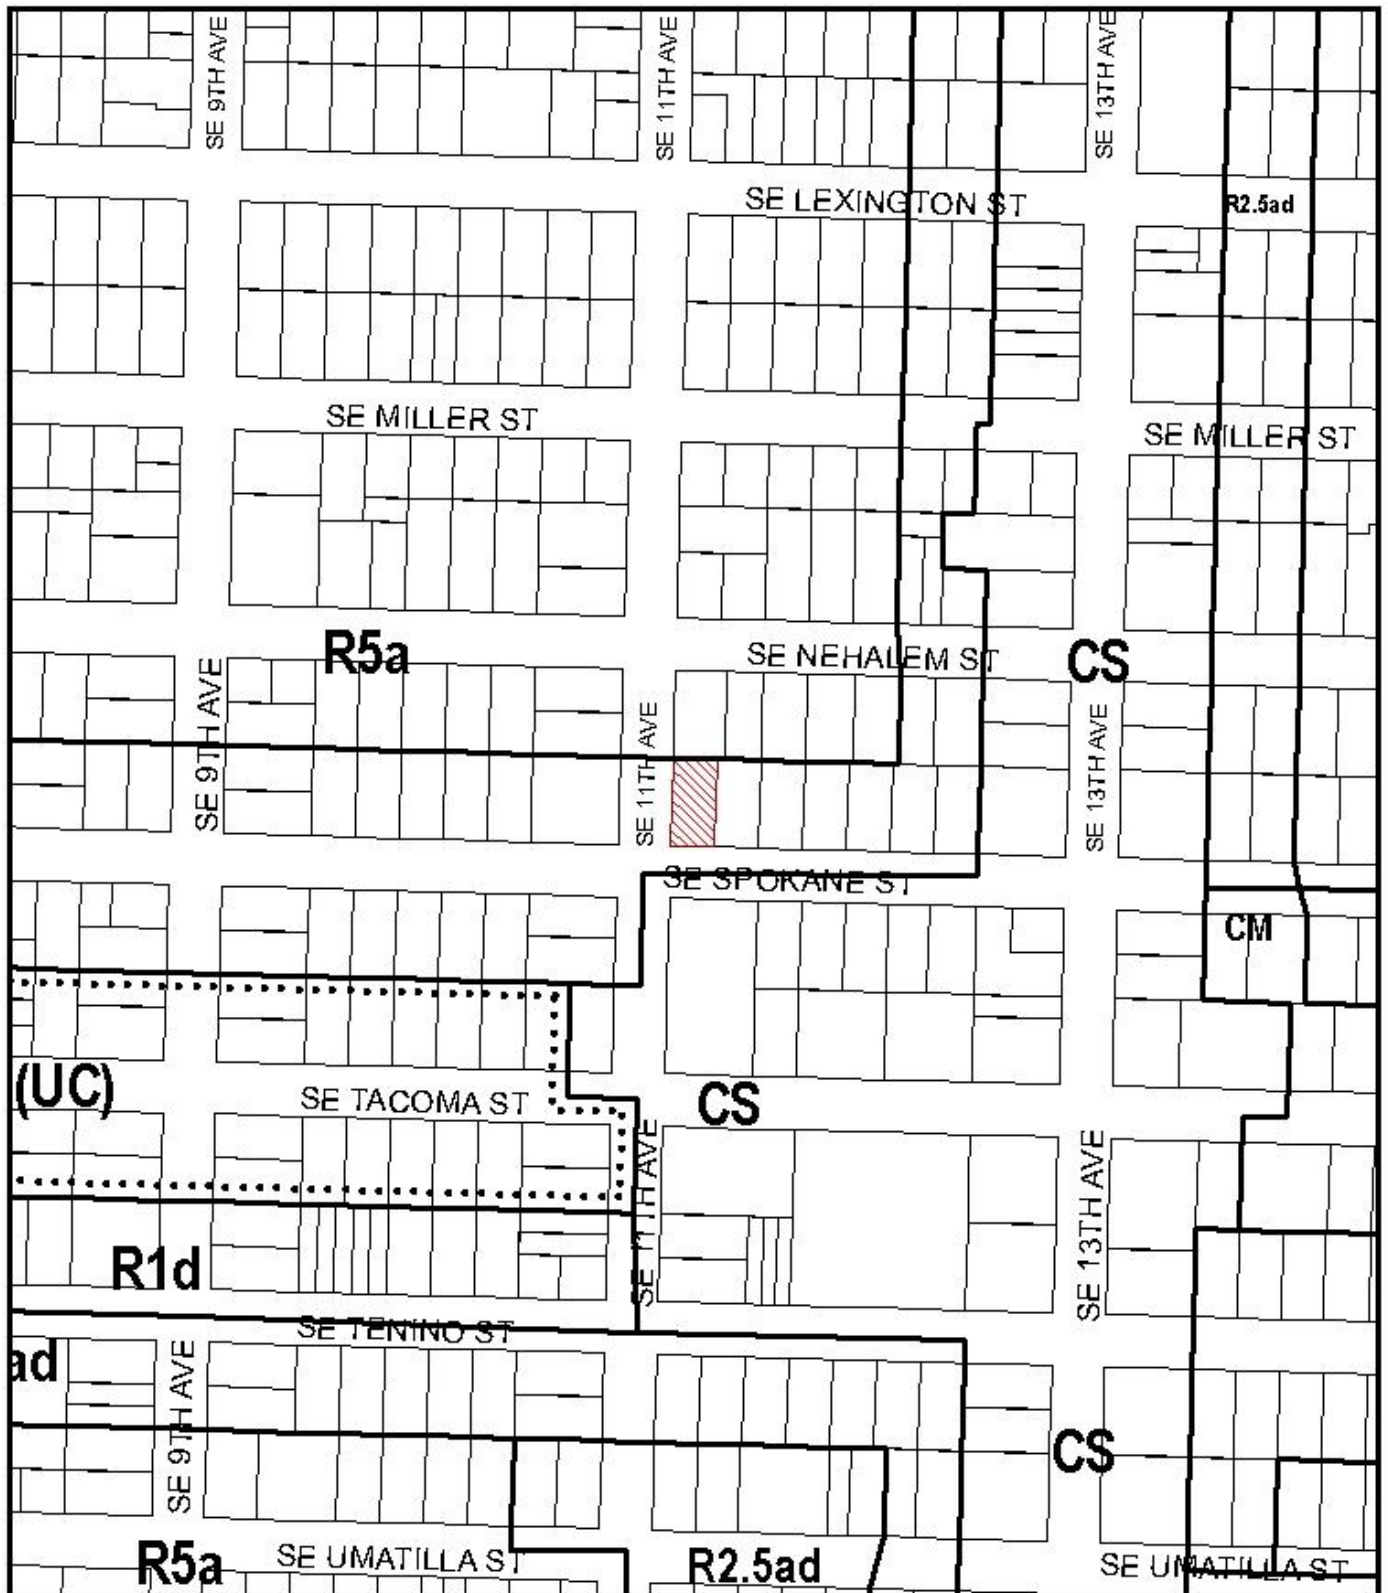 SE 9TH AVE
SE 11TH AVE
SE 13TH AVE
SE LEXINGTON ST
R2.5ad
SE MILLER ST
SE MILLER ST
R5a
SE NEHALEM ST
CS
SE 9TH AVE
SE 11TH AVE
SE 13TH AVE
SE SPOKANE ST
CM
(UC)
SE TACOMA ST
CS
SE 11TH AVE
SE 13TH AVE
R1d
SE TENINO ST
ad
SE 9TH AVE
CS
R5a
SE UMATILLA ST
R2.5ad
SE UMATILLA ST